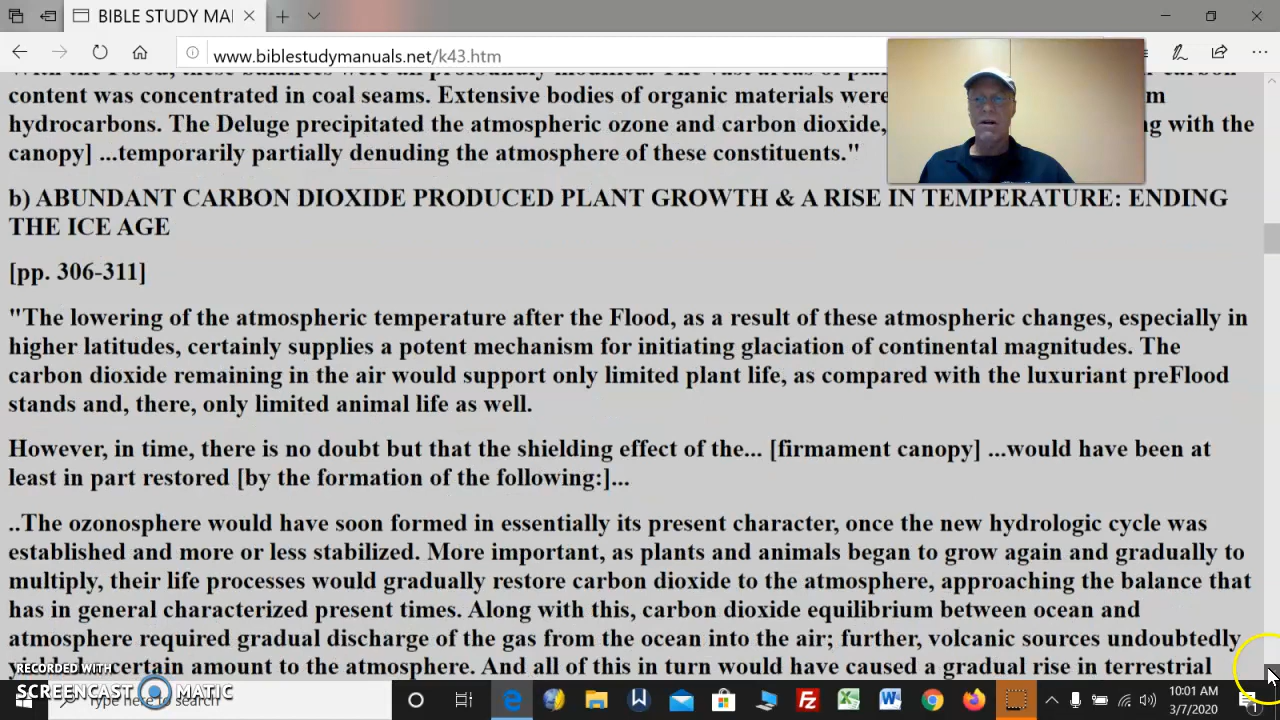 BIBLE STUDY MAI
www.biblestudymanuals.net/k43.htm
content was concentrated in coal seams. Extensive bodies of organic materials were m
hydrocarbons. The Deluge precipitated the atmospheric ozone and carbon dioxide, g with the
canopy] ...temporarily partially denuding the atmosphere of these constituents."
b) ABUNDANT CARBON DIOXIDE PRODUCED PLANT GROWTH & A RISE IN TEMPERATURE: ENDING
THE ICE AGE
[pp. 306-311]
"The lowering of the atmospheric temperature after the Flood, as a result of these atmospheric changes, especially in
higher latitudes, certainly supplies a potent mechanism for initiating glaciation of continental magnitudes. The
carbon dioxide remaining in the air would support only limited plant life, as compared with the luxuriant preFlood
stands and, there, only limited animal life as well.
However, in time, there is no doubt but that the shielding effect of the... [firmament canopy] ...would have been at
least in part restored [by the formation of the following:]...
..The ozonosphere would have soon formed in essentially its present character, once the new hydrologic cycle was
established and more or less stabilized. More important, as plants and animals began to grow again and gradually to
multiply, their life processes would gradually restore carbon dioxide to the atmosphere, approaching the balance that
has in general characterized present times. Along with this, carbon dioxide equilibrium between ocean and
atmosphere required gradual discharge of the gas from the ocean into the air; further, volcanic sources undoubtedly
certain amount to the atmosphere. And all of this in turn would have caused a gradual rise in terrestrial
RECORDED WITH
SCREENCAST MATIC
Type here to search
10:01 AM
3/7/2020